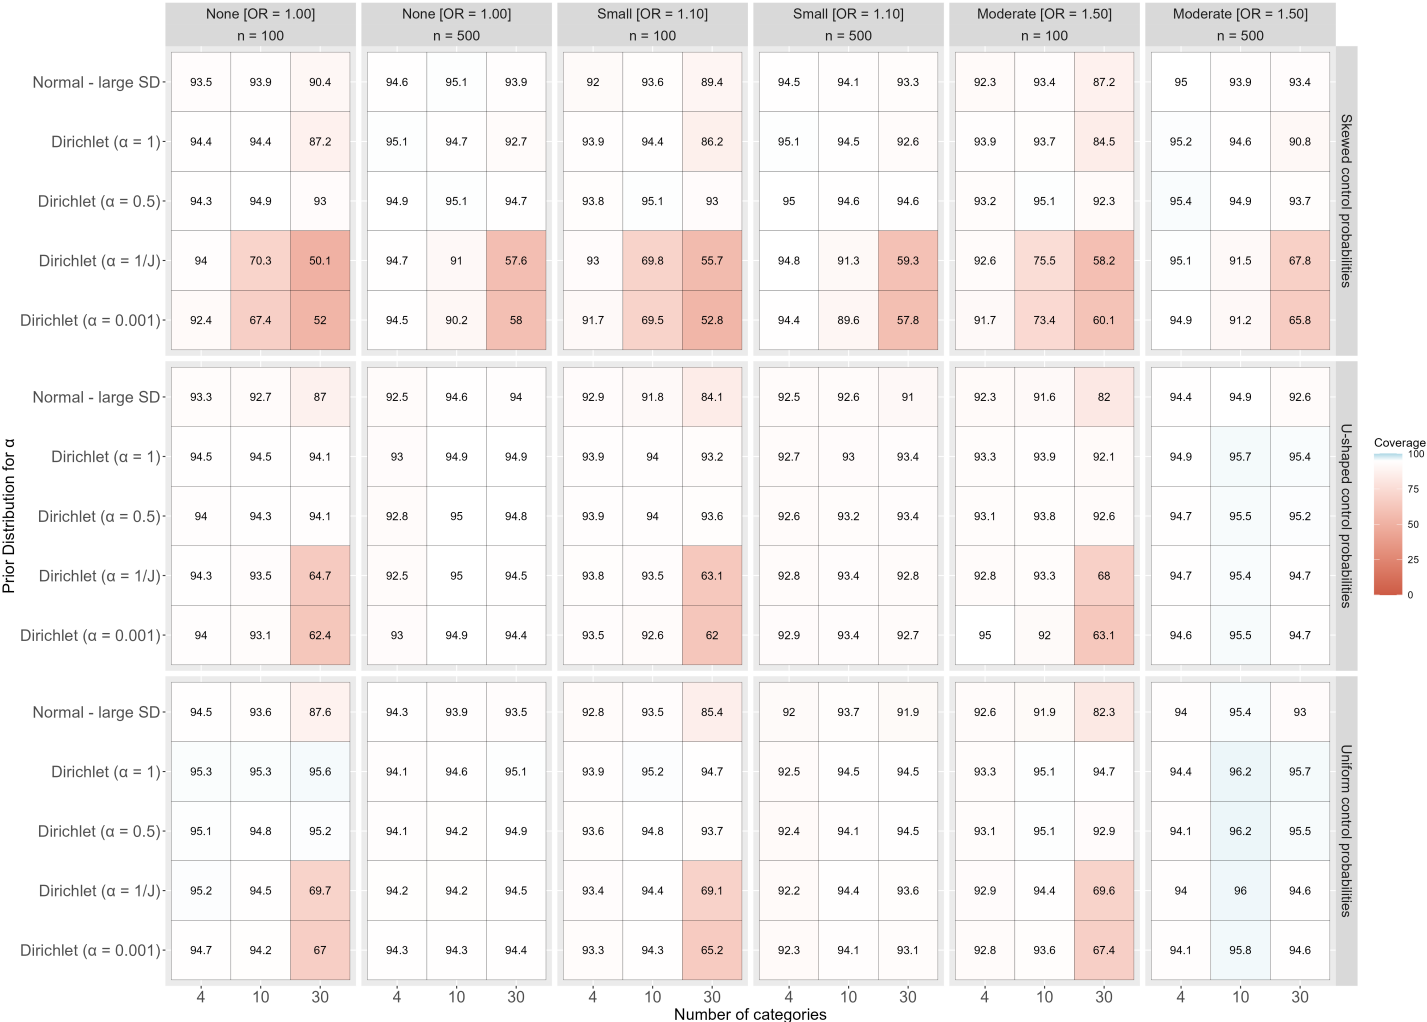 None [OR = 1.00] None [OR = 1.00] Small [OR = 1.10] Small [OR = 1.10] Moderate [OR = 1.50] Moderate [OR = 1.50]
n = 100 n = 500 n = 100 n = 500 n = 100 n = 500
Normal - large SD 93.5 93.9 90.4 94.6 95.1 93.9 92 93.6 89.4 94.5 94.1 93.3 92.3 93.4 87.2 95 93.9 93.4
Dirichlet (α = 1) 94.4 94.4 87.2 95.1 94.7 92.7 93.9 94.4 86.2 95.1 94.5 92.6 93.9 93.7 84.5 95.2 94.6 90.8
Dirichlet (α = 0.5) 94.3 94.9 93 94.9 95.1 94.7 93.8 95.1 93 95 94.6 94.6 93.2 95.1 92.3 95.4 94.9 93.7
Dirichlet (α = 1/J) 94 70.3 50.1 94.7 91 57.6 93 69.8 55.7 94.8 91.3 59.3 92.6 75.5 58.2 95.1 91.5 67.8
Dirichlet (α = 0.001) 92.4 67.4 52 94.5 90.2 58 91.7 69.5 52.8 94.4 89.6 57.8 91.7 73.4 60.1 94.9 91.2 65.8
Skewed control probabilities
Normal - large SD 93.3 92.7 87 92.5 94.6 94 92.9 91.8 84.1 92.5 92.6 91 92.3 91.6 82 94.4 94.9 92.6
Dirichlet (α = 1) 94.5 94.5 94.1 93 94.9 94.9 93.9 94 93.2 92.7 93 93.4 93.3 93.9 92.1 94.9 95.7 95.4
Dirichlet (α = 0.5) 94 94.3 94.1 92.8 95 94.8 93.9 94 93.6 92.6 93.2 93.4 93.1 93.8 92.6 94.7 95.5 95.2
Dirichlet (α = 1/J) 94.3 93.5 64.7 92.5 95 94.5 93.8 93.5 63.1 92.8 93.4 92.8 92.8 93.3 68 94.7 95.4 94.7
Dirichlet (α = 0.001) 94 93.1 62.4 93 94.9 94.4 93.5 92.6 62 92.9 93.4 92.7 95 92 63.1 94.6 95.5 94.7
U-shaped control probabilities
Normal - large SD 94.5 93.6 87.6 94.3 93.9 93.5 92.8 93.5 85.4 92 93.7 91.9 92.6 91.9 82.3 94 95.4 93
Dirichlet (α = 1) 95.3 95.3 95.6 94.1 94.6 95.1 93.9 95.2 94.7 92.5 94.5 94.5 93.3 95.1 94.7 94.4 96.2 95.7
Dirichlet (α = 0.5) 95.1 94.8 95.2 94.1 94.2 94.9 93.6 94.8 93.7 92.4 94.1 94.5 93.1 95.1 92.9 94.1 96.2 95.5
Dirichlet (α = 1/J) 95.2 94.5 69.7 94.2 94.2 94.5 93.4 94.4 69.1 92.2 94.4 93.6 92.9 94.4 69.6 94 96 94.6
Dirichlet (α = 0.001) 94.7 94.2 67 94.3 94.3 94.4 93.3 94.3 65.2 92.3 94.1 93.1 92.8 93.6 67.4 94.1 95.8 94.6
Uniform control probabilities
4 10 30 4 10 30 4 10 30 4 10 30 4 10 30 4 10 30
Number of categories
Prior Distribution for α
Coverage
100
75
50
25
0